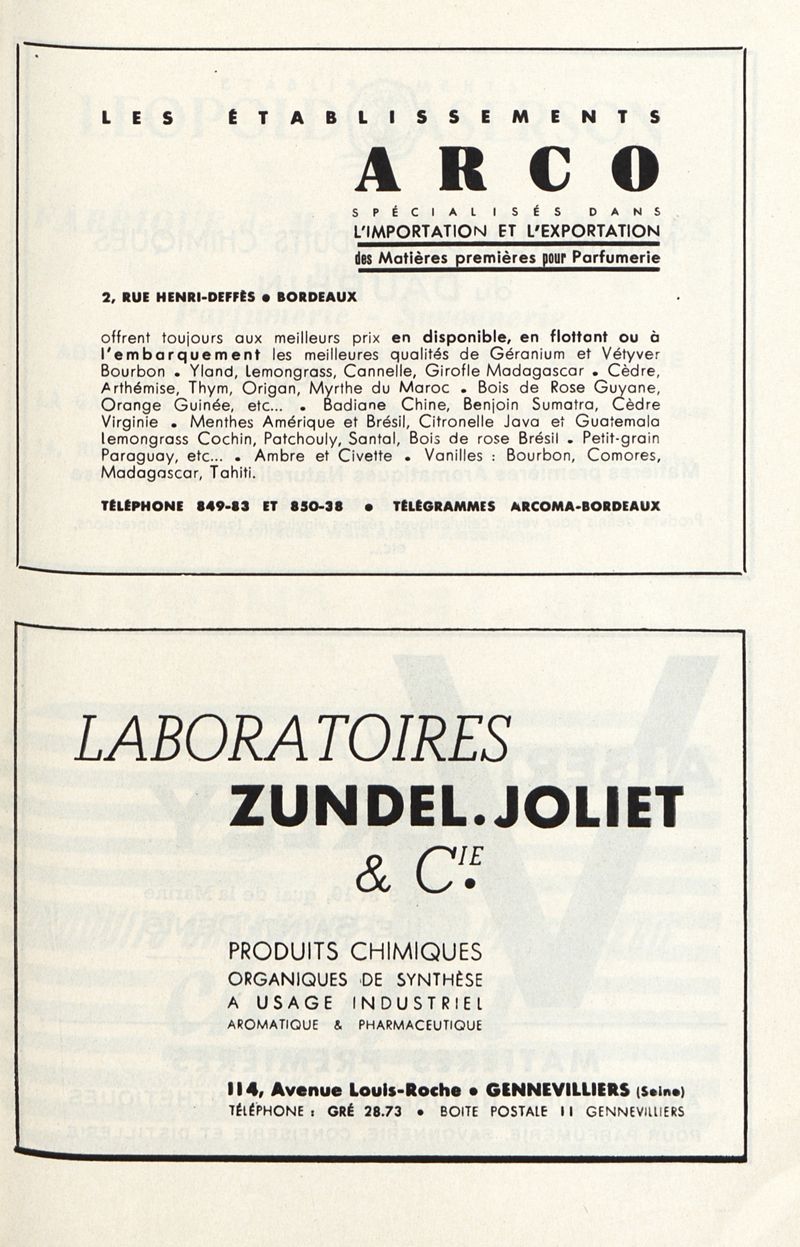 LES ÉTABLISSEMENTS
ARCO
SPÉCIALISÉS DANS
L'IMPORTATION ET L'EXPORTATION
des Matières premières pour Parfumerie
2, RUE HENRI-DEFFÈS • BORDEAUX
offrent toujours aux meilleurs prix en disponible, en flottant ou à
l'embarquement les meilleures qualités de Géranium et Vétyver
Bourbon • Yland, Lemongrass, Cannelle, Girofle Madagascar • Cèdre,
Arthémise, Thym, Origan, Myrthe du Maroc • Bois de Rose Guyane,
Orange Guinée, etc... • Badiane Chine, Benjoin Sumatra, Cèdre
Virginie • Menthes Amérique et Brésil, Citronelle Java et Guatemala
Lemongrass Cochin, Patchouly, Santal, Bois de rose Brésil • Petit-grain
Paraguay, etc... • Ambre et Civette • Vanilles : Bourbon, Comores,
Madagascar, Tahiti.
TÉLÉPHONE 849-83 ET 850-38 • TÉLÉGRAMMES ARCOMA-BORDEAUX
LABORATOIRES
ZUNDEL.JOLIET
& CIE.
PRODUITS CHIMIQUES
ORGANIQUES DE SYNTHÈSE
A USAGE INDUSTRIEL
AROMATIQUE & PHARMACEUTIQUE
114, Avenue Louis-Roche • GENNEVILLIERS (Seine)
TÉLÉPHONE : GRÉ 28.73 • BOITE POSTALE 11 GENNEVILLIERS